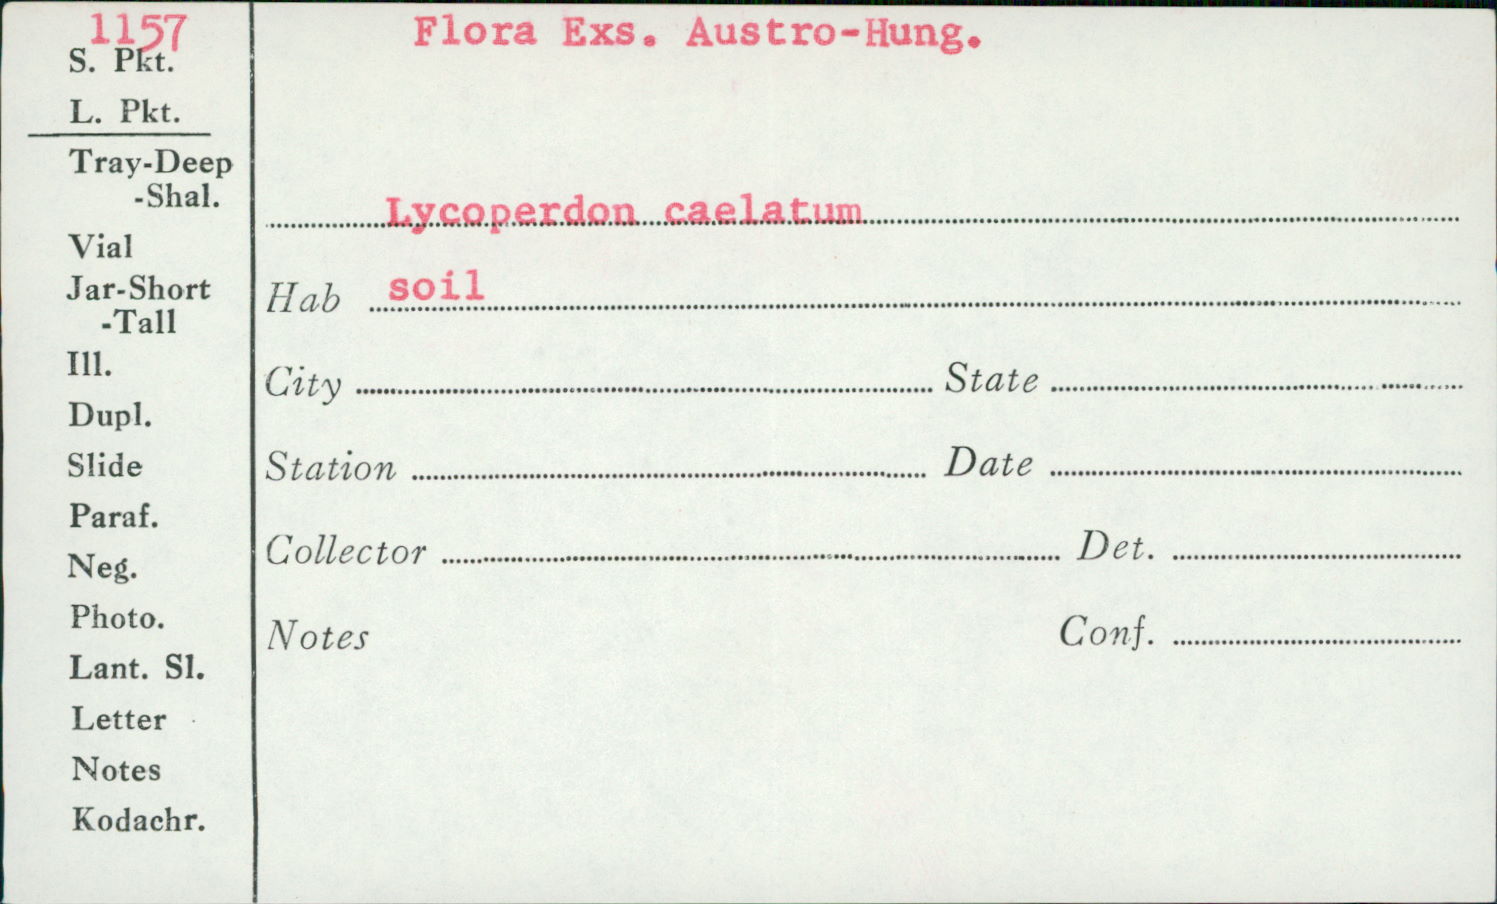 1157
S. Pkt.
L. Pkt.
Tray-Deep
-Shal.
Vial
Jar-Short
-Tall
Ill.
Dupl.
Slide
Paraf.
Neg.
Photo.
Lant. Sl.
Letter
Notes
Kodachr.
Flora Exs. Austro-Hung.
Lycoperdon caelatum
Hab soil
City State
Station Date
Collector Det.
Notes Conf.